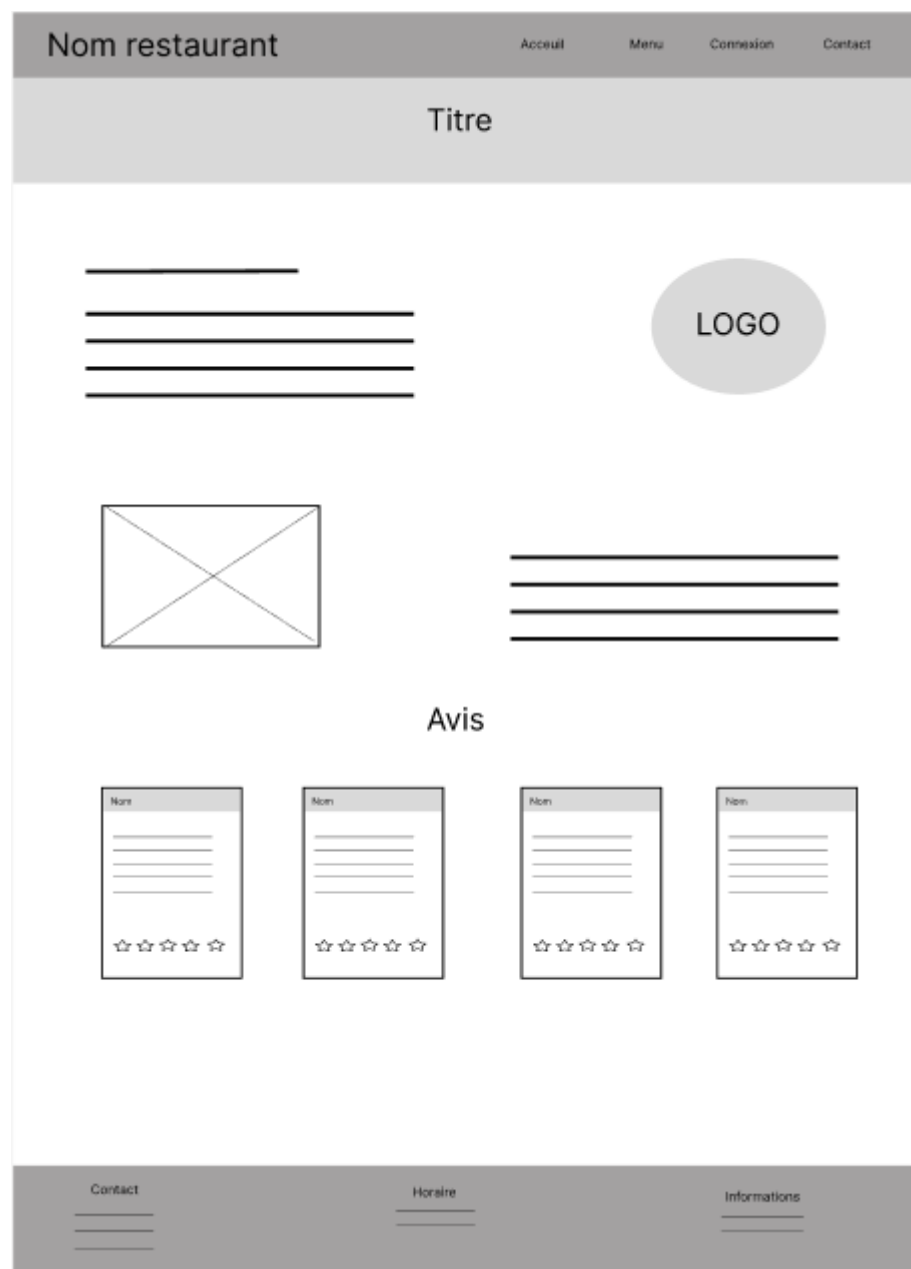 Nom restaurant Acceuil Menu Connexion Contact
Titre
LOGO
Avis
Nom Nom Nom Nom
Contact Horaire Informations